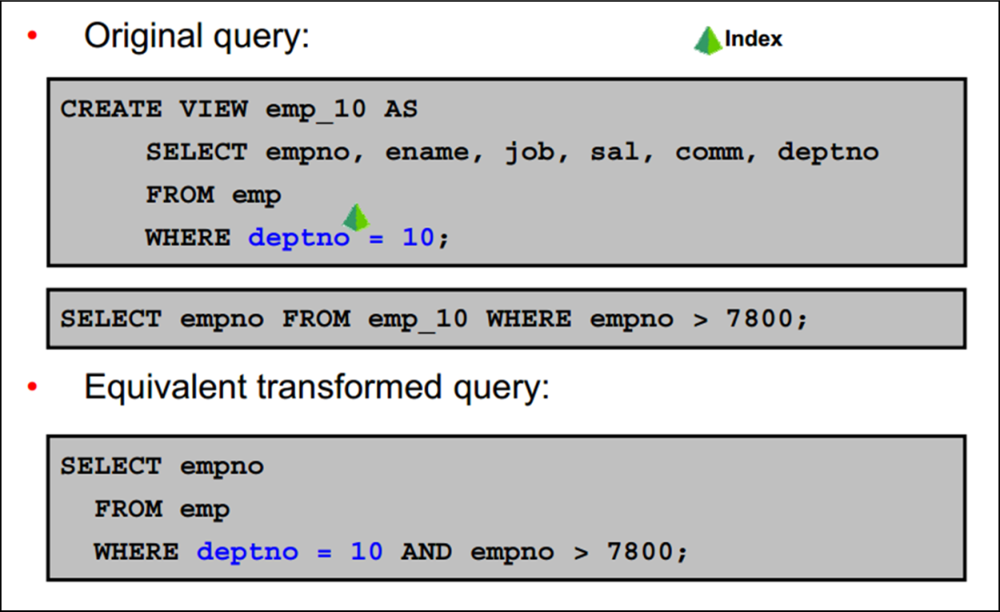 • Original query:
Index
CREATE VIEW emp_10 AS
SELECT empno, ename, job, sal, comm, deptno
FROM emp
WHERE deptno = 10;
SELECT empno FROM emp_10 WHERE empno > 7800;
• Equivalent transformed query:
SELECT empno
FROM emp
WHERE deptno = 10 AND empno > 7800;